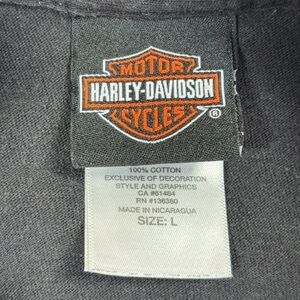 MOTOR
HARLEY-DAVIDSON
CYCLES
®
100% COTTON
EXCLUSIVE OF DECORATION
STYLE AND GRAPHICS
CA #61484
RN #136380
MADE IN NICARAGUA
SIZE: L